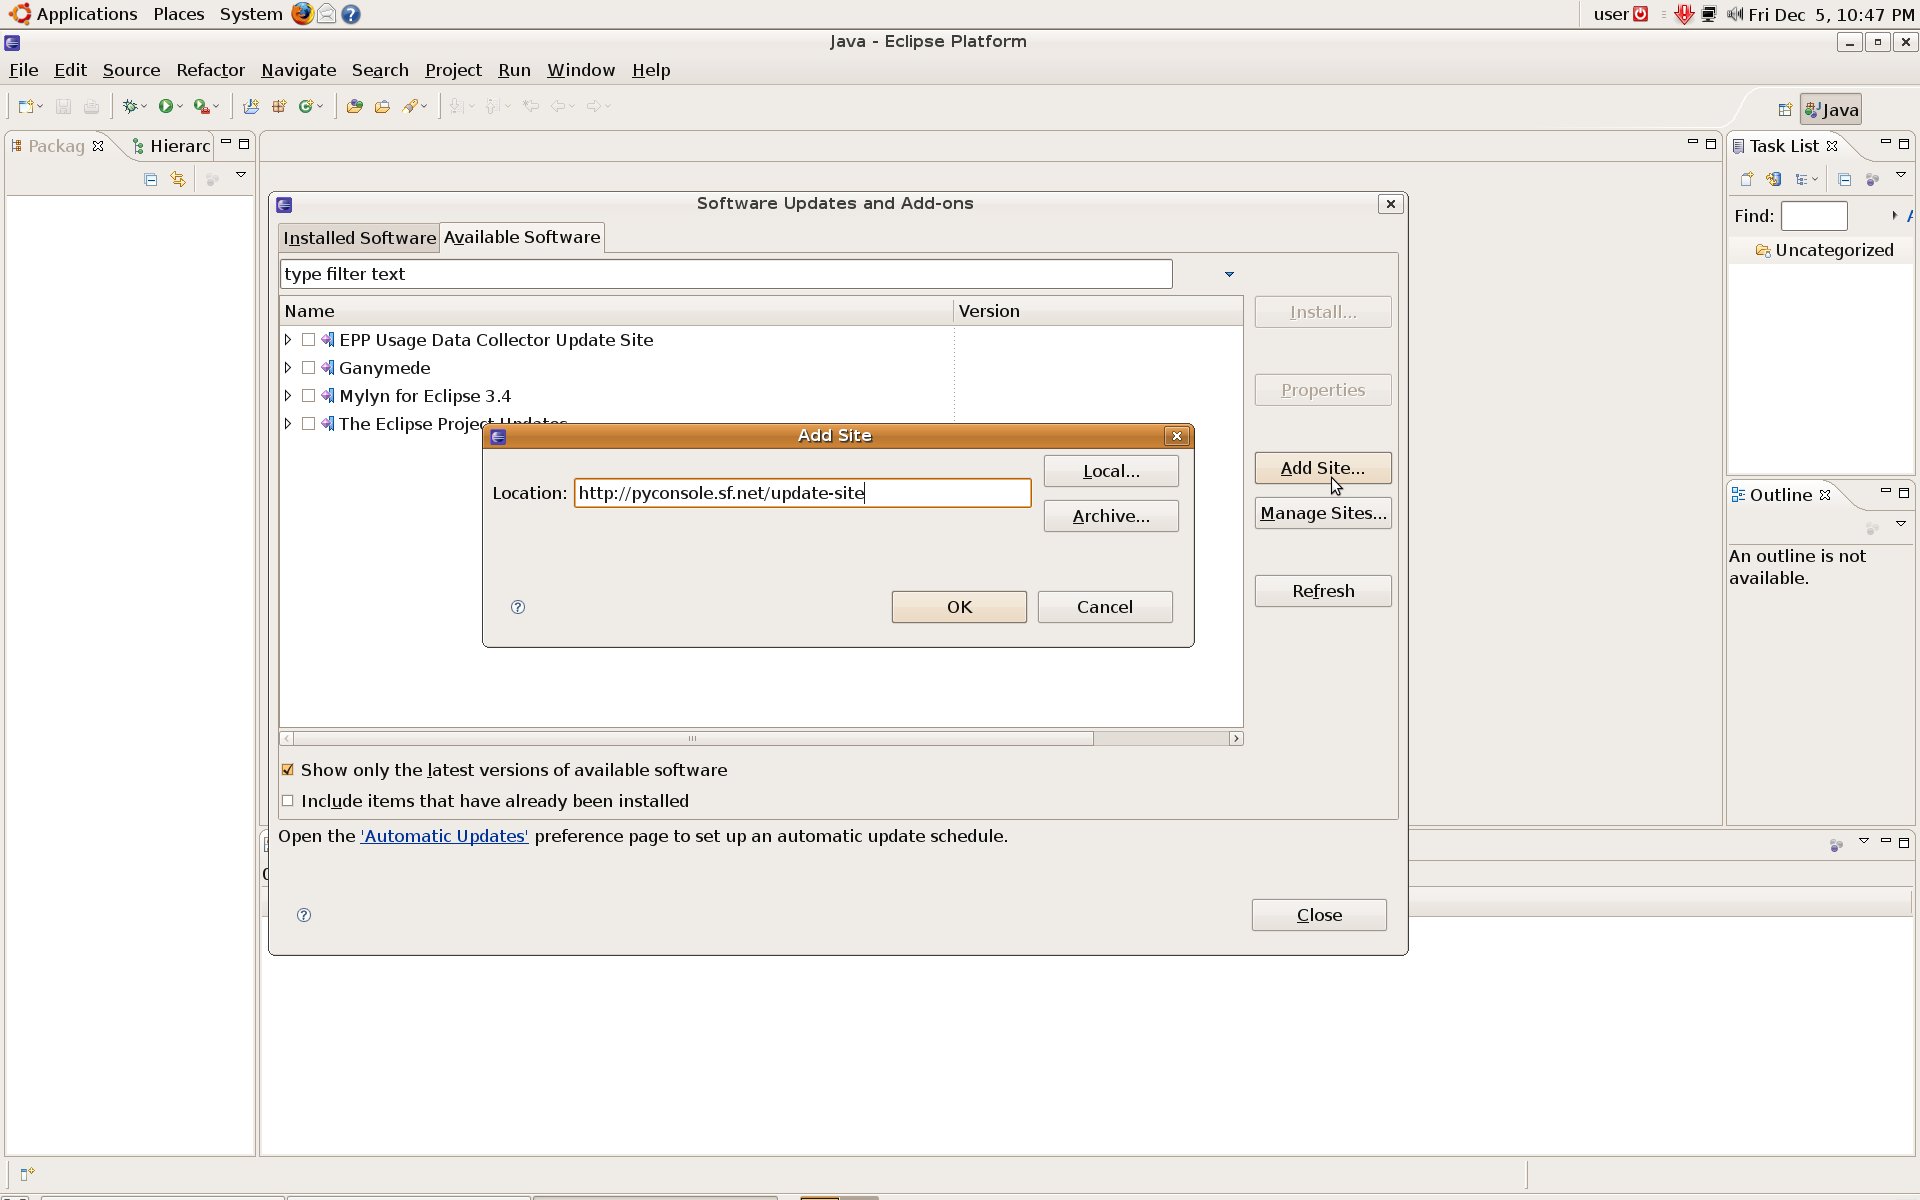 Applications Places System user Fri Dec 5, 10:47 PM
Java - Eclipse Platform
File Edit Source Refactor Navigate Search Project Run Window Help
Java
Packag Hierarc
Task List
Software Updates and Add-ons
Find:
Installed Software Available Software
Uncategorized
type filter text
Name Version
Install...
EPP Usage Data Collector Update Site
Ganymede
Properties
Mylyn for Eclipse 3.4
The Eclipse Project Updates
Add Site
Add Site...
Local...
Location: http://pyconsole.sf.net/update-site
Outline
Manage Sites...
Archive...
An outline is not
available.
Refresh
OK Cancel
Show only the latest versions of available software
Include items that have already been installed
Open the 'Automatic Updates' preference page to set up an automatic update schedule.
Close